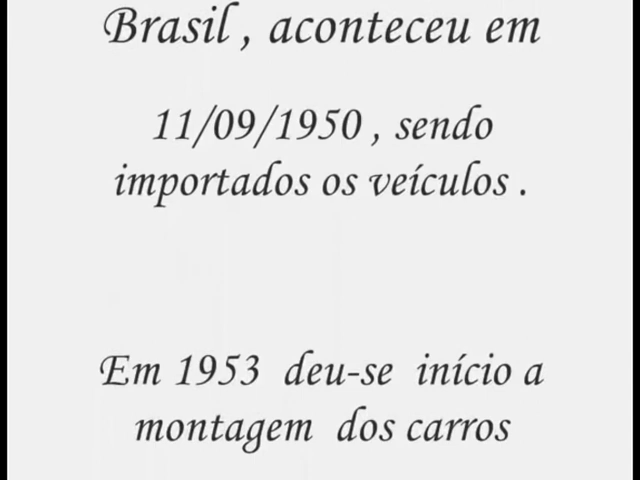 Brasil , aconteceu em
11/09/1950 , sendo
importados os veículos .
Em 1953 deu-se início a
montagem dos carros